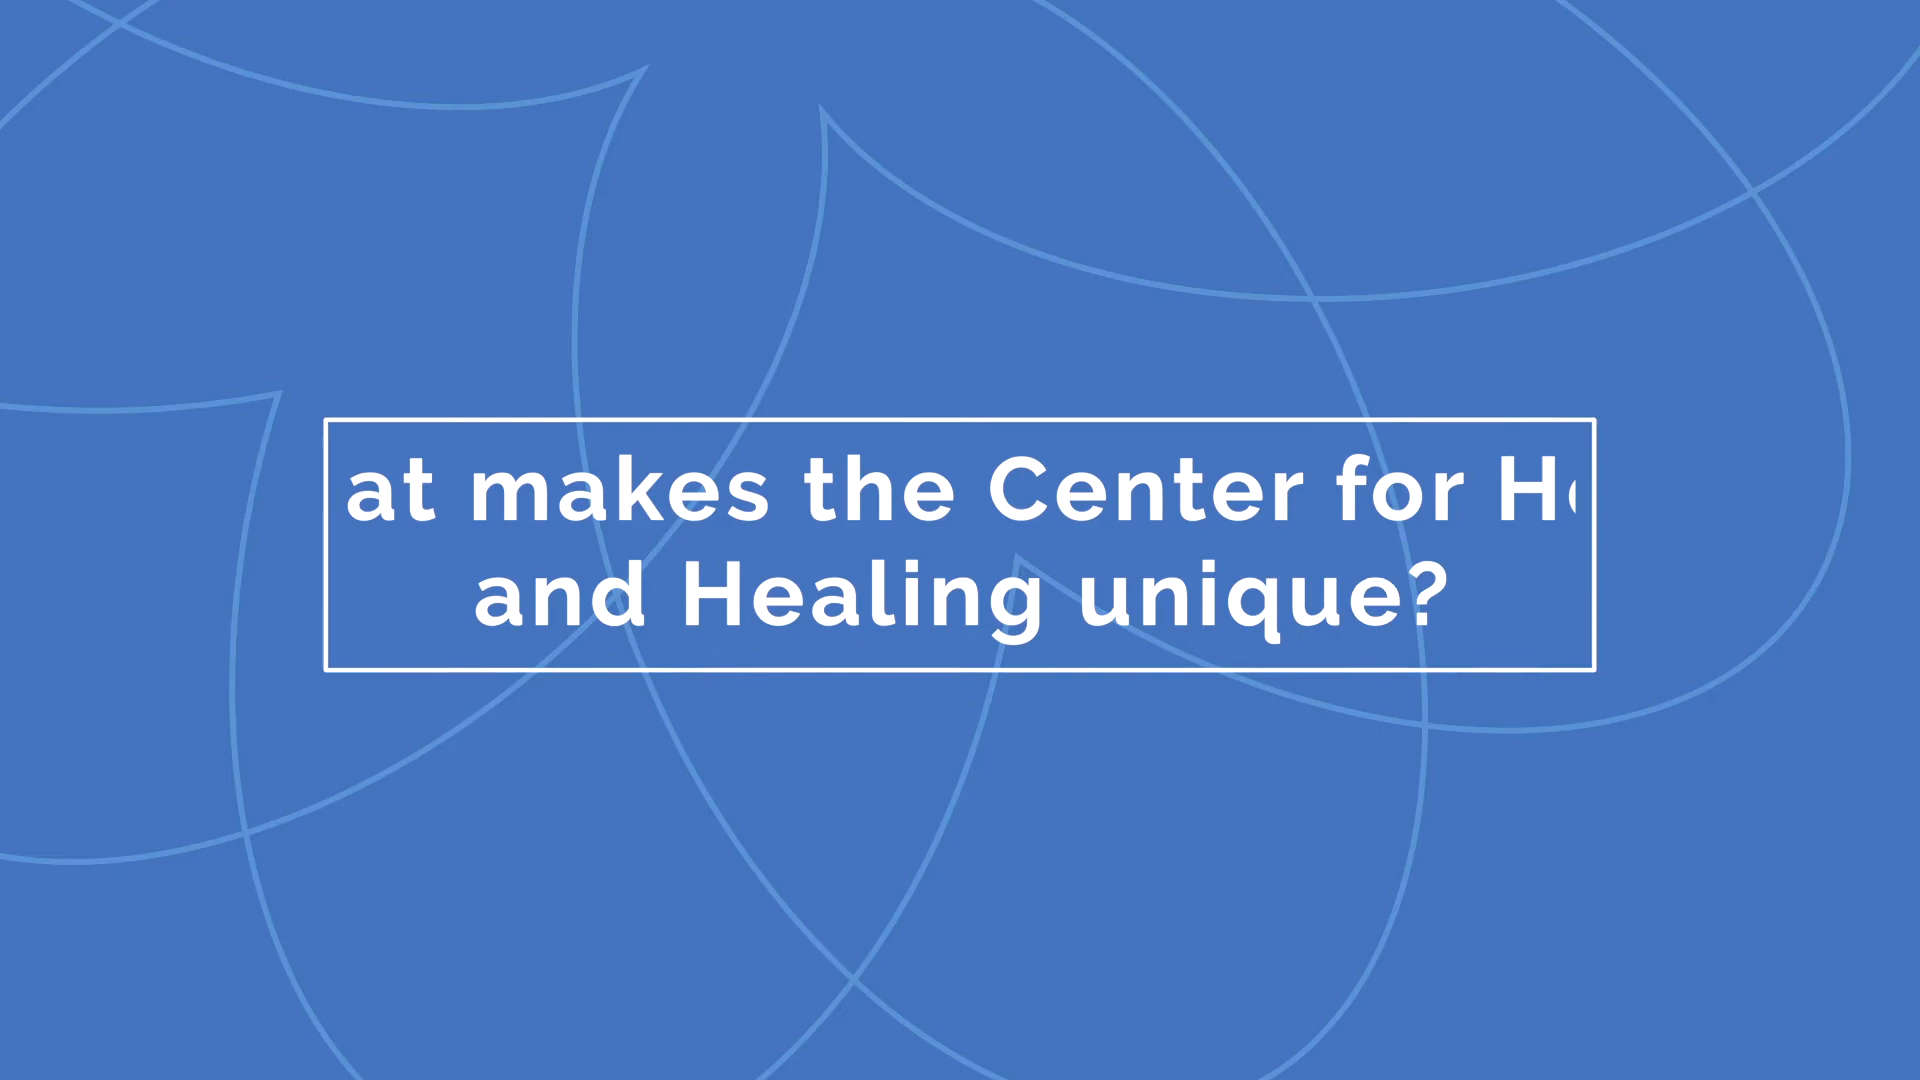 at makes the Center for H
and Healing unique?